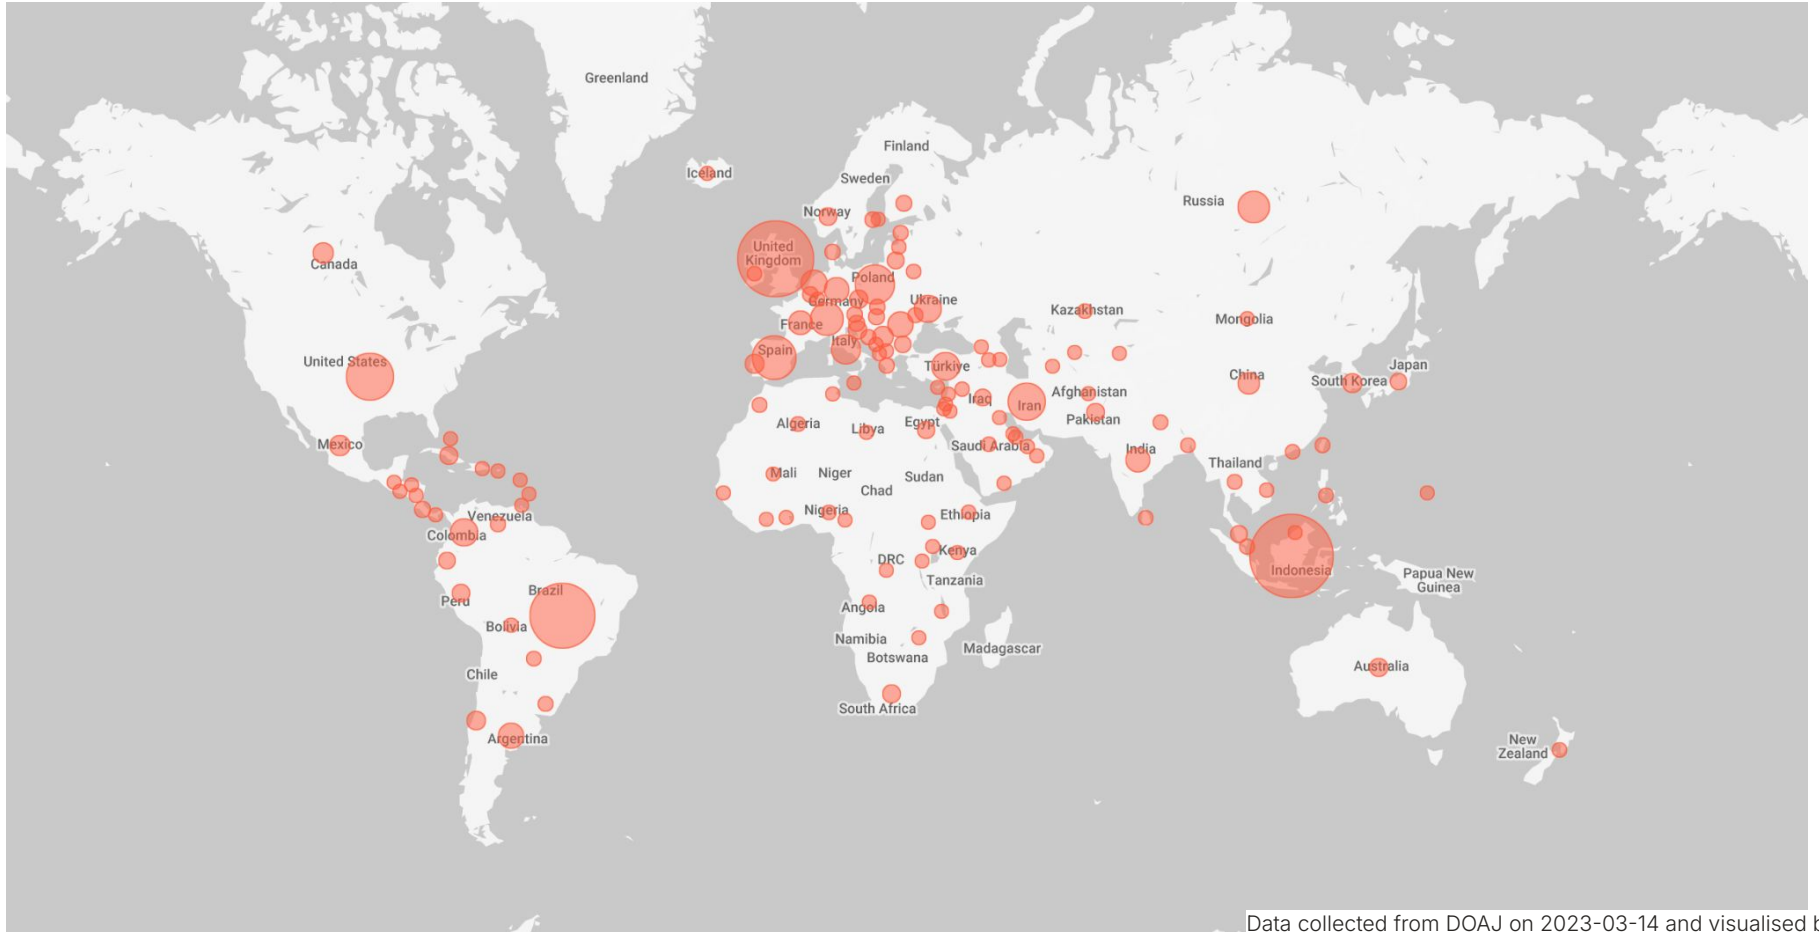 Greenland
Finland
Iceland
Sweden
Russia
Norway
United
Kingdom
Canada
Poland
Germany
Ukraine
Kazakhstan
Mongolia
France
Italy
Spain
United States
Türkiye
Japan
China
South Korea
Afghanistan
Iraq
Iran
Pakistan
Algeria
Libya
Egypt
Mexico
Saudi Arabia
India
Thailand
Mali
Niger
Sudan
Chad
Nigeria
Ethiopia
Venezuela
Colombia
Kenya
DRC
Indonesia
Papua New
Guinea
Tanzania
Brazil
Peru
Angola
Bolivia
Namibia
Madagascar
Botswana
Chile
Australia
South Africa
Argentina
New
Zealand
Data collected from DOAJ on 2023-03-14 and visualised b